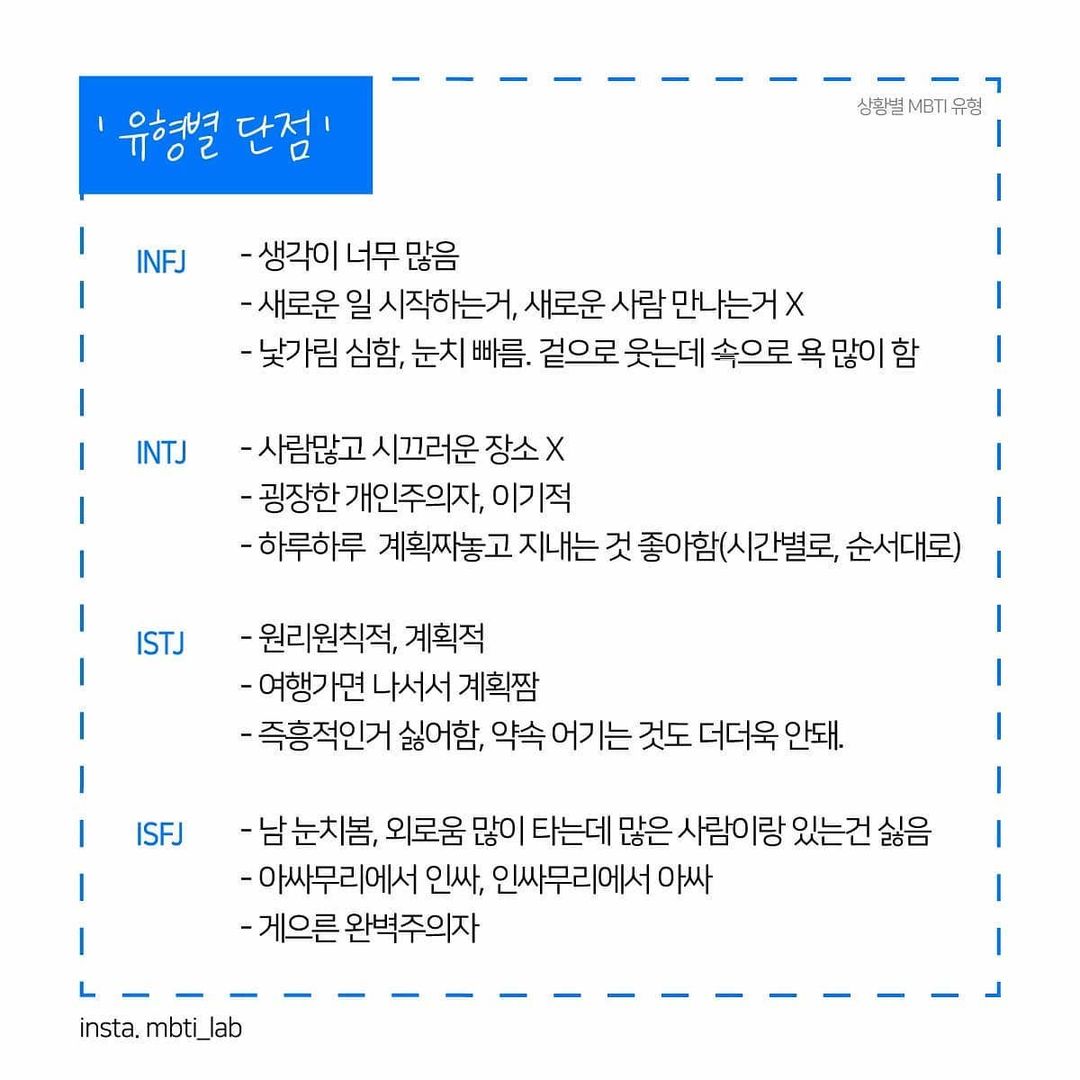 ' 유형별 단점 '
상황별 MBTI 유형
INFJ - 생각이 너무 많음
- 새로운 일 시작하는거, 새로운 사람 만나는거 X
- 낯가림 심함, 눈치 빠름. 겉으로 웃는데 속으로 욕 많이 함
INTJ - 사람많고 시끄러운 장소 X
- 굉장한 개인주의자, 이기적
- 하루하루 계획짜놓고 지내는 것 좋아함(시간별로, 순서대로)
ISTJ - 원리원칙적, 계획적
- 여행가면 나서서 계획짬
- 즉흥적인거 싫어함, 약속 어기는 것도 더더욱 안돼.
ISFJ - 남 눈치봄, 외로움 많이 타는데 많은 사람이랑 있는건 싫음
- 아싸무리에서 인싸, 인싸무리에서 아싸
- 게으른 완벽주의자
insta. mbti_lab